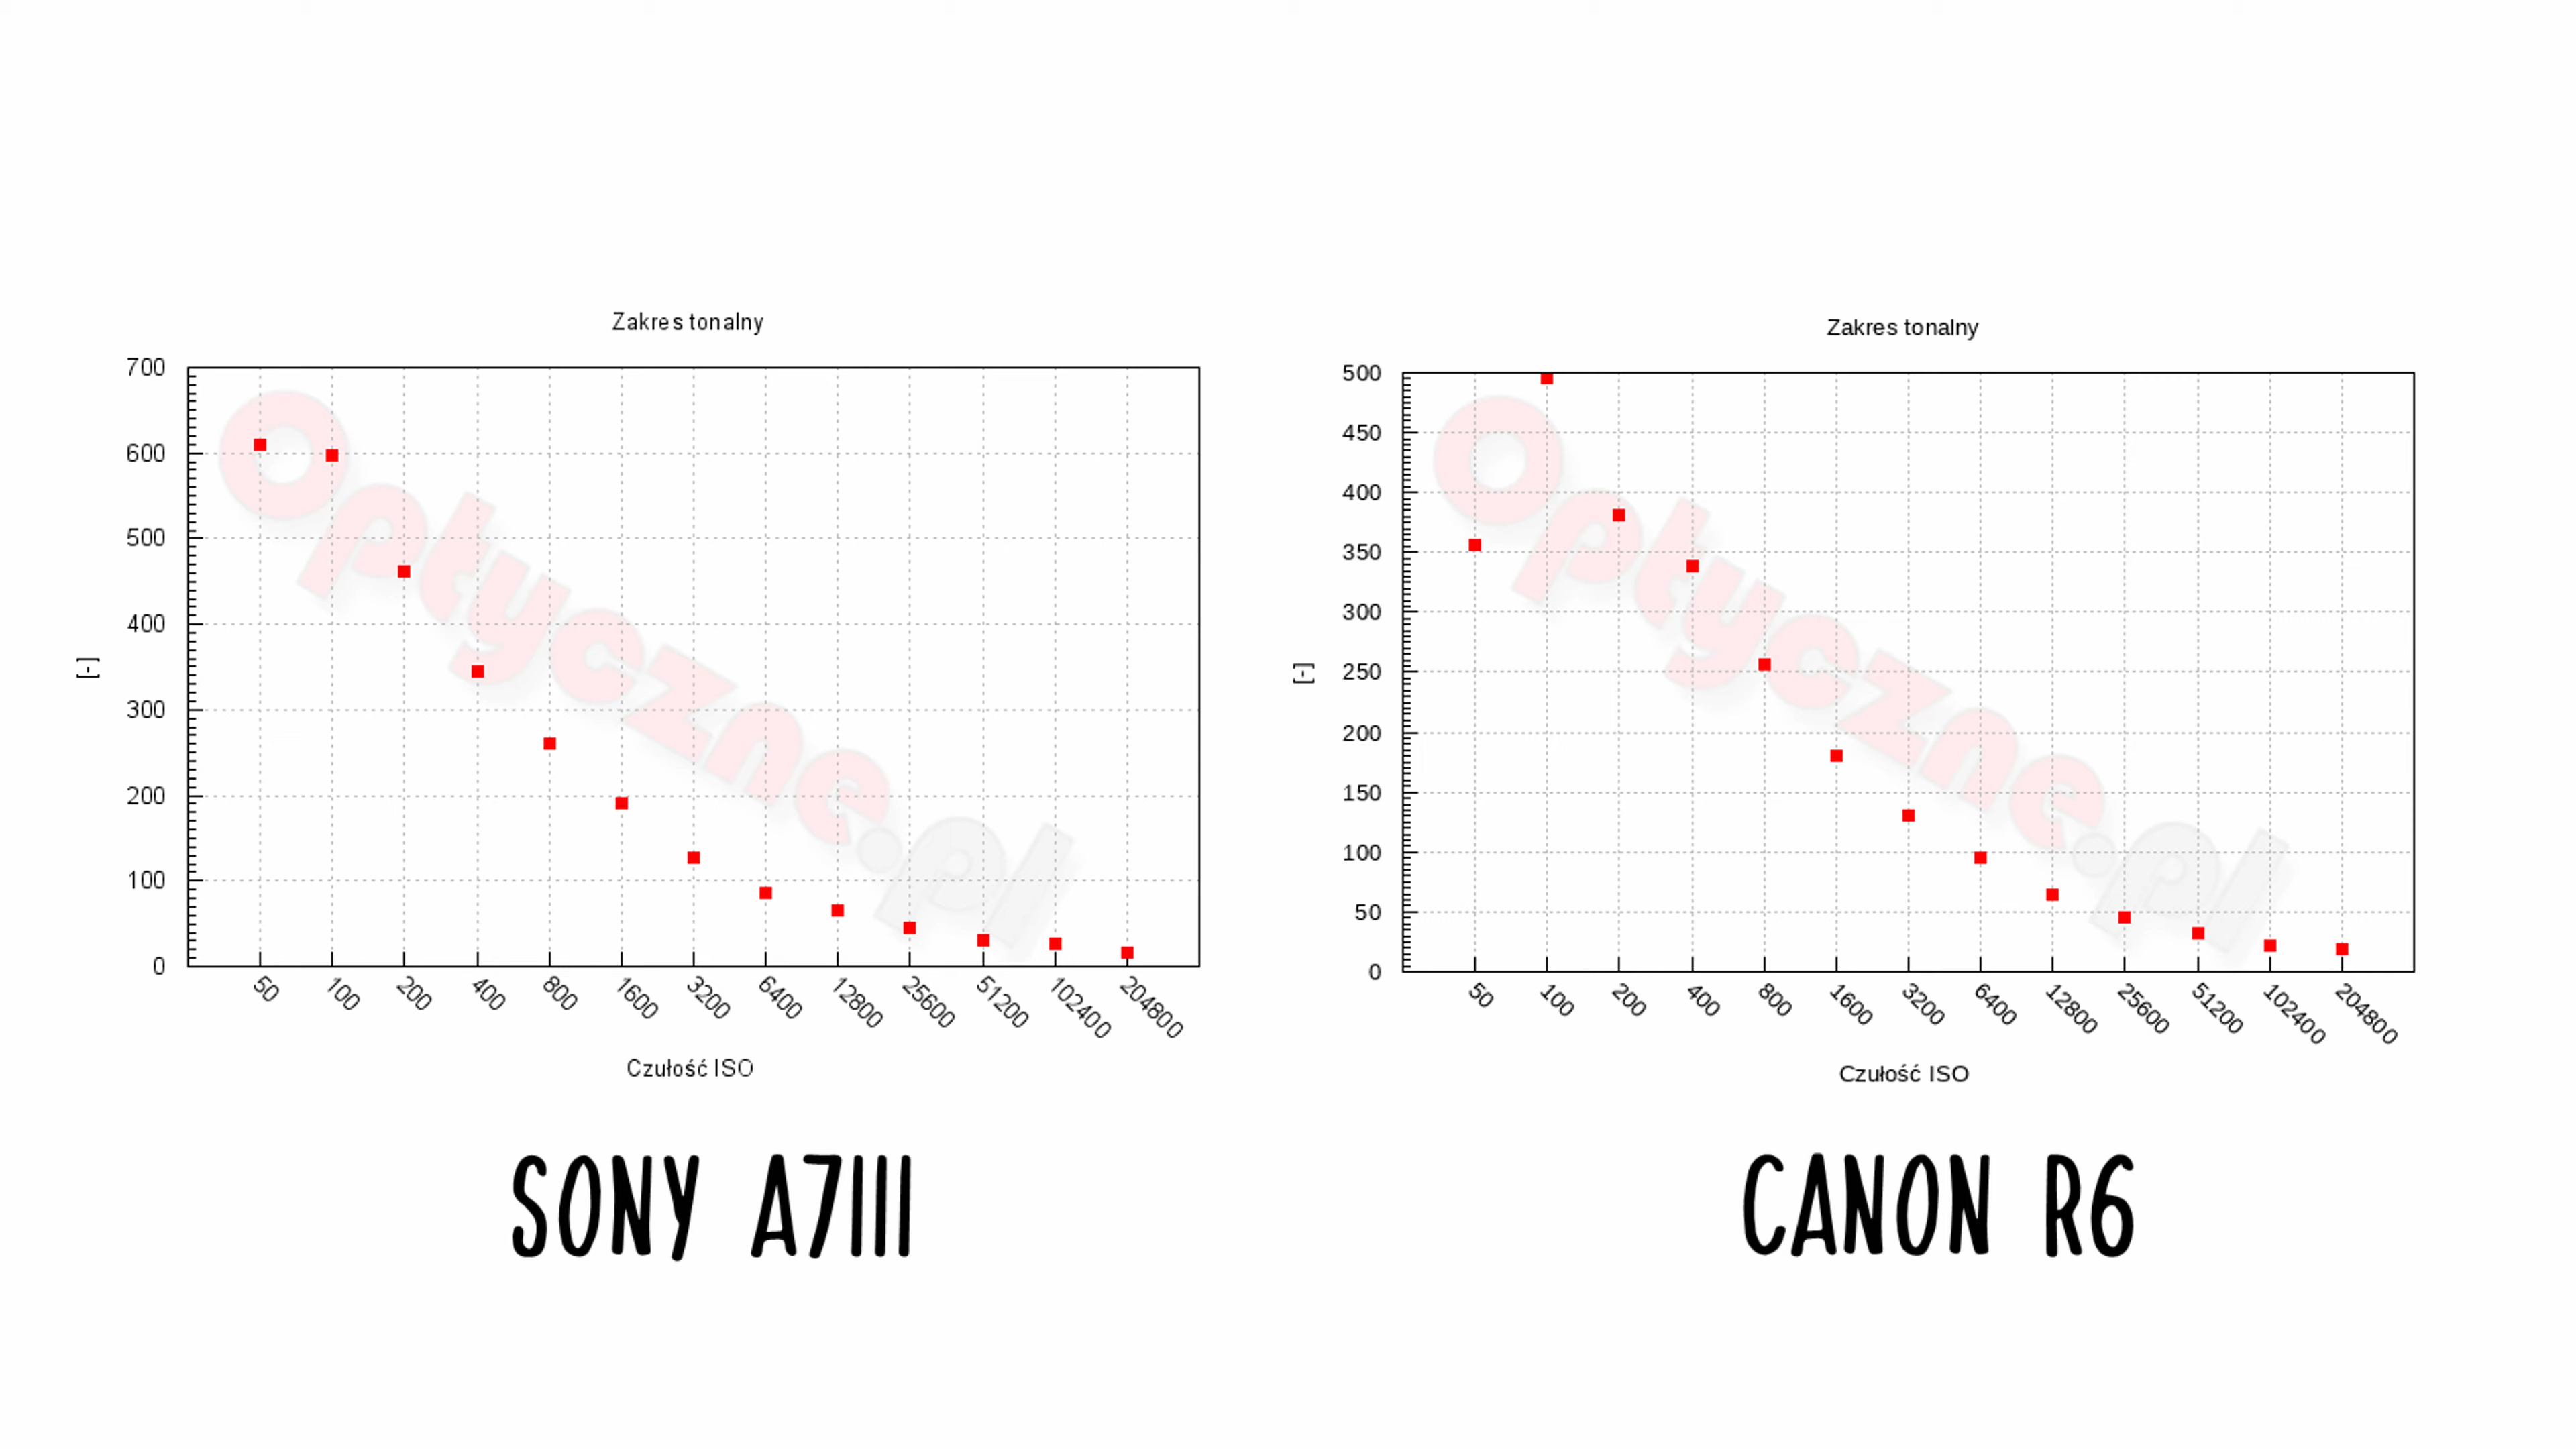 Zakres tonalny
700
600
500
400
300
200
100
0
[-]
50 100 200 400 800 1600 3200 6400 12800 25600 51200 102400 204800
Czułość ISO
Optyczne.pl
SONY A7III
Zakres tonalny
500
450
400
350
300
250
200
150
100
50
0
[-]
50 100 200 400 800 1600 3200 6400 12800 25600 51200 102400 204800
Czułość ISO
Optyczne.pl
CANON R6